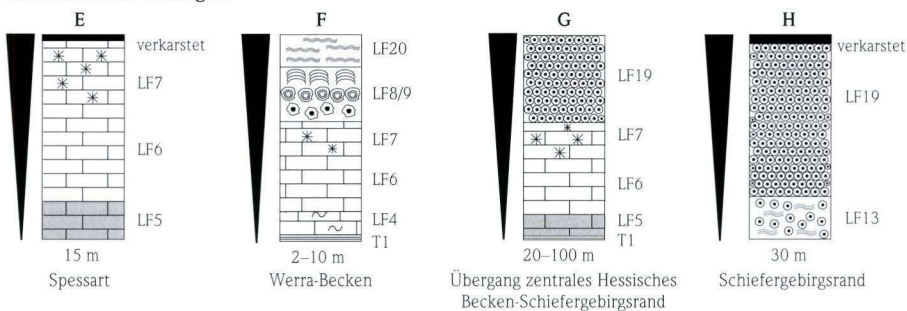 E
F
G
H
verkarstet
LF7
LF6
LF5
15 m
Spessart
LF20
LF8/9
LF7
LF6
LF4
T1
2–10 m
Werra-Becken
LF19
LF7
LF6
LF5
T1
20–100 m
Übergang zentrales Hessisches
Becken-Schiefergebirgsrand
verkarstet
LF19
LF13
30 m
Schiefergebirgsrand